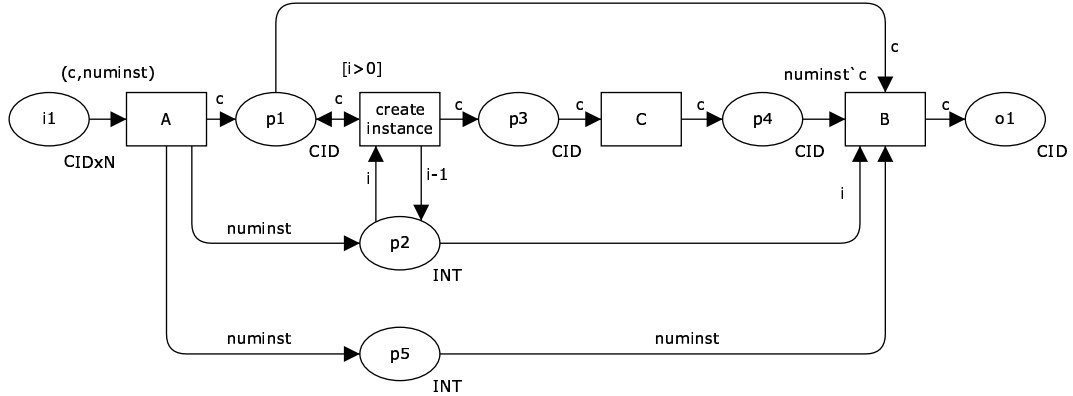 c
(c,numinst)
[i>0]
numinst`c
i1
A
c
p1
c
create
instance
c
p3
c
C
c
p4
B
c
o1
CIDxN
CID
CID
CID
CID
i
i-1
i
numinst
p2
INT
numinst
p5
numinst
INT